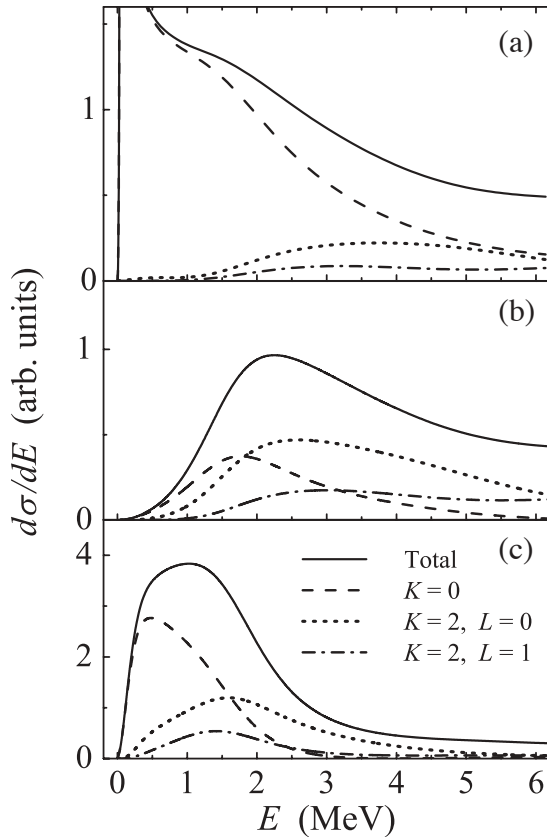 (a)
1
0
(b)
1
0
(c)
4
2
0
Total
K = 0
K = 2, L = 0
K = 2, L = 1
0 1 2 3 4 5 6
E (MeV)
dσ/dE (arb. units)